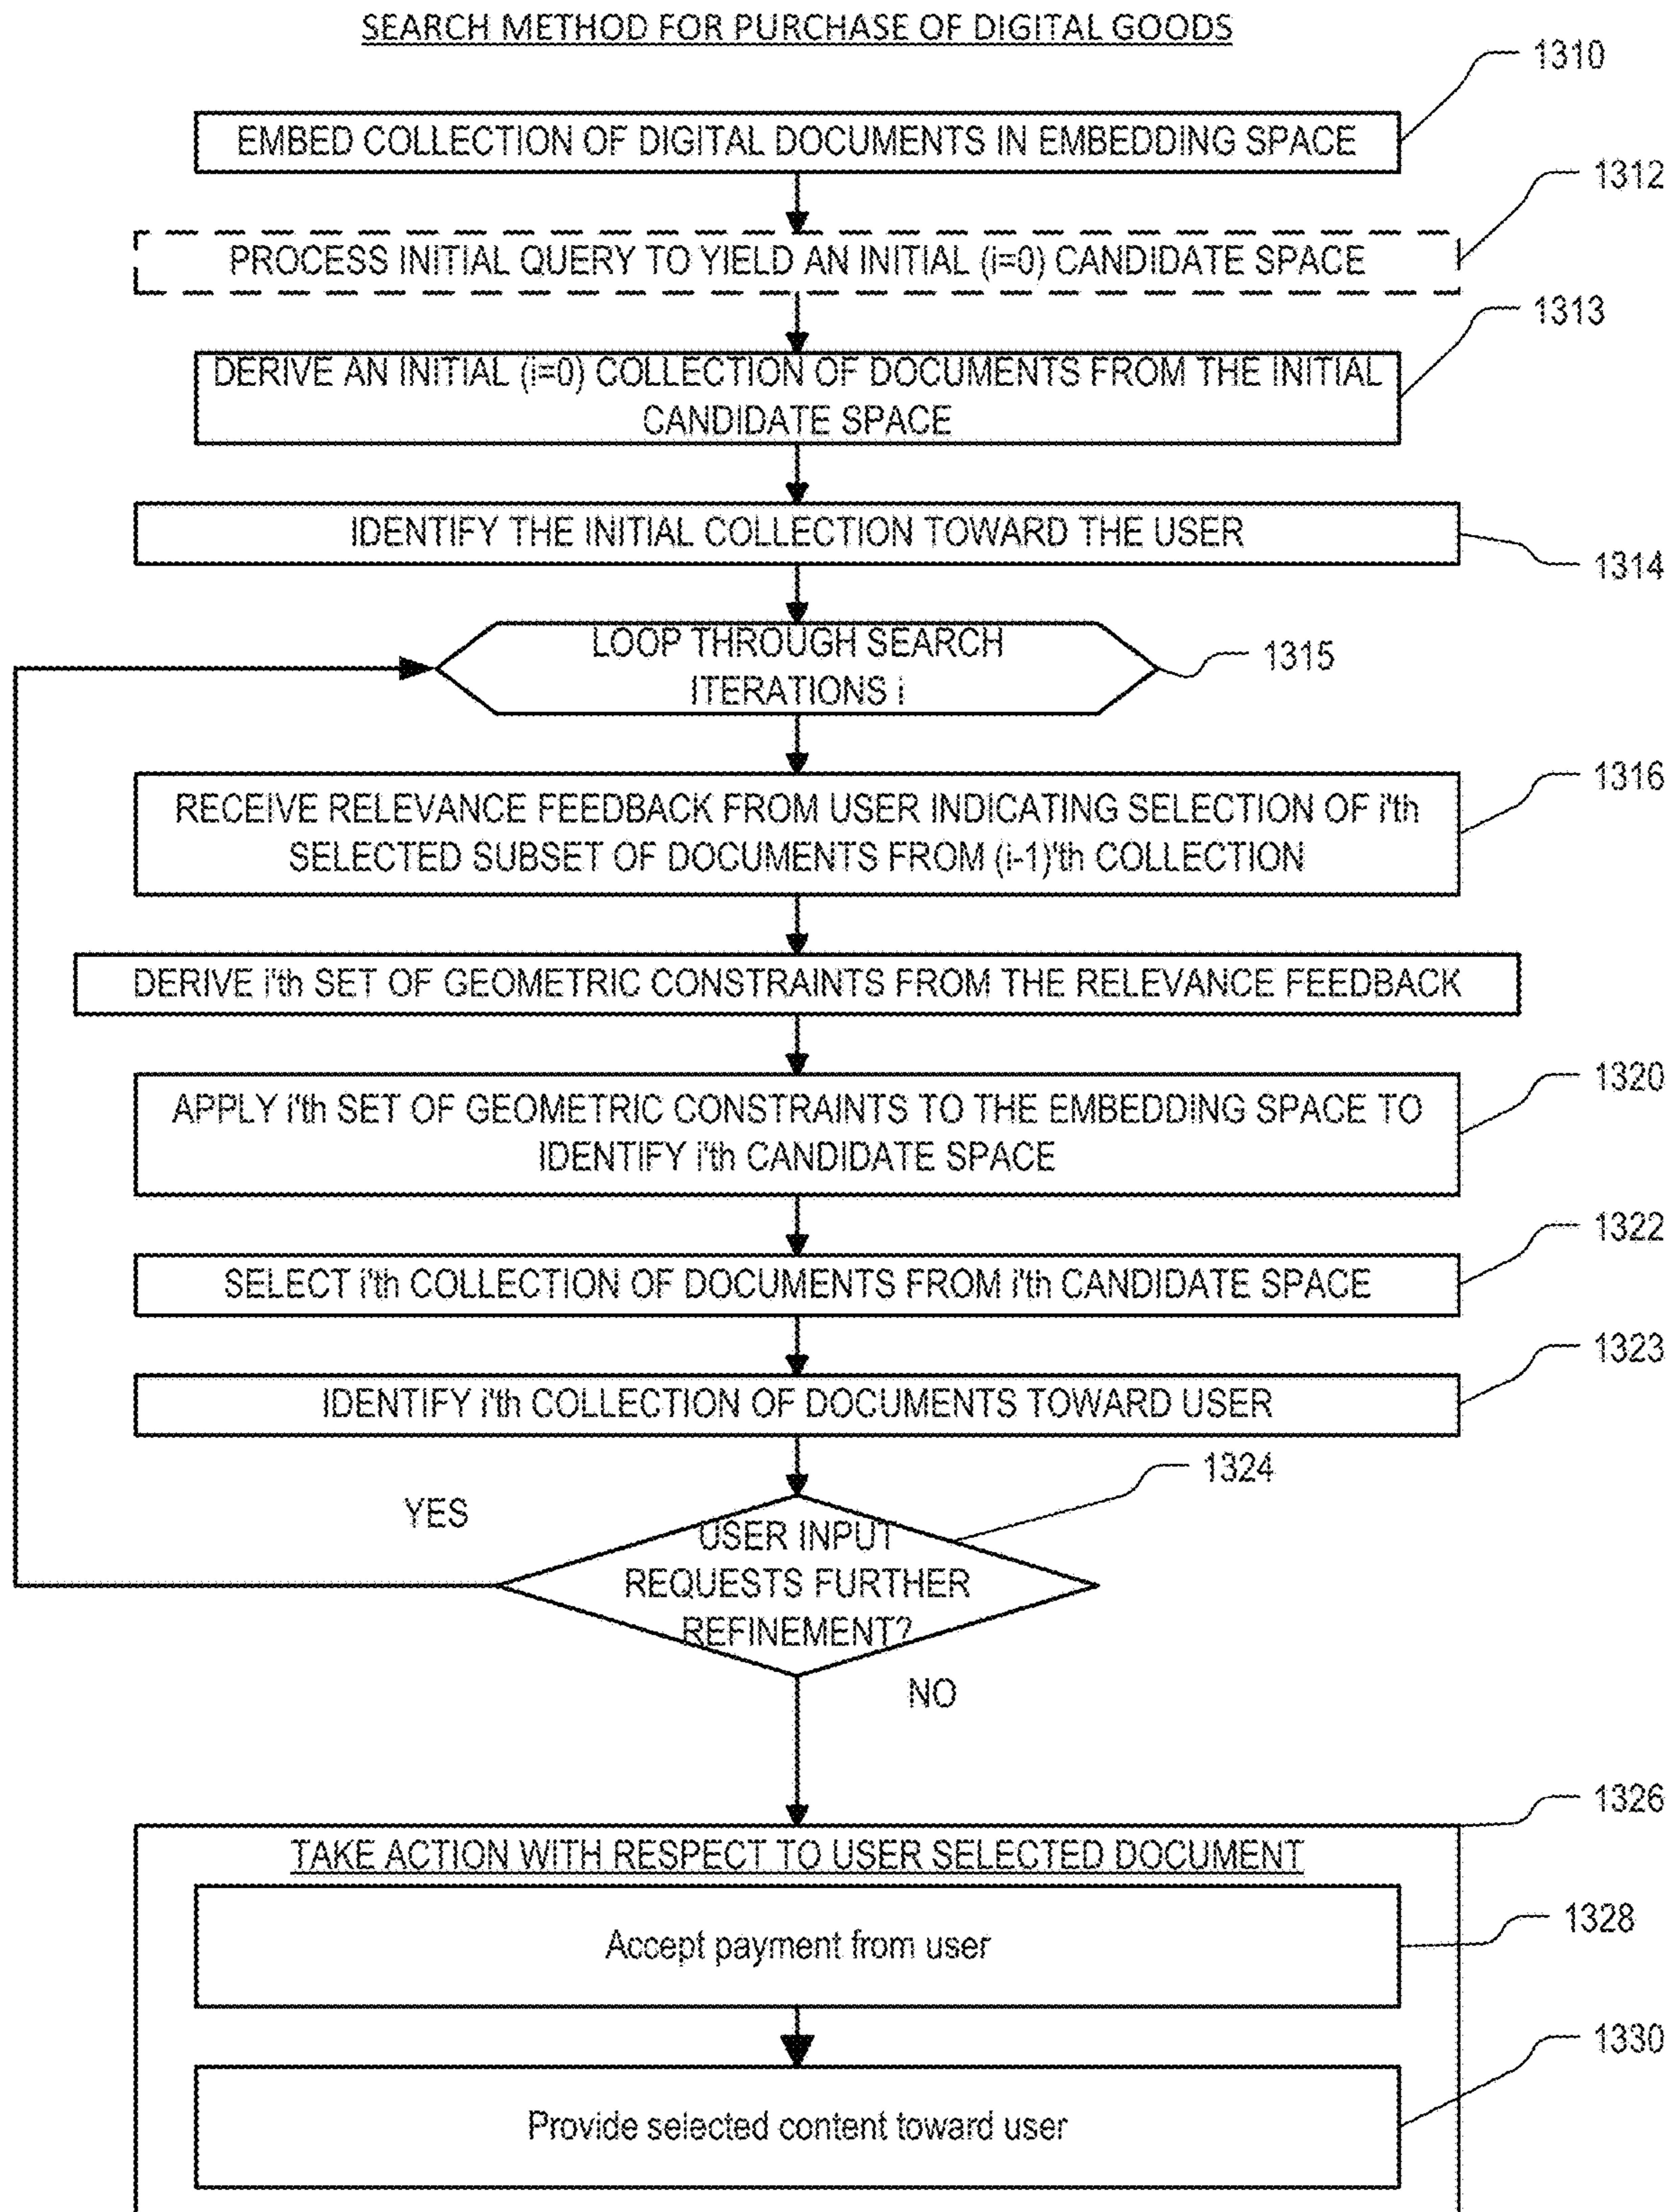 SEARCH METHOD FOR PURCHASE OF DIGITAL GOODS
1310
EMBED COLLECTION OF DIGITAL DOCUMENTS IN EMBEDDING SPACE
1312
PROCESS INITIAL QUERY TO YIELD AN INITIAL (i=0) CANDIDATE SPACE
1313
DERIVE AN INITIAL (i=0) COLLECTION OF DOCUMENTS FROM THE INITIAL
CANDIDATE SPACE
IDENTIFY THE INITIAL COLLECTION TOWARD THE USER
1314
LOOP THROUGH SEARCH
ITERATIONS i
1315
1316
RECEIVE RELEVANCE FEEDBACK FROM USER INDICATING SELECTION OF i'th
SELECTED SUBSET OF DOCUMENTS FROM (i-1)'th COLLECTION
DERIVE i'th SET OF GEOMETRIC CONSTRAINTS FROM THE RELEVANCE FEEDBACK
1320
APPLY i'th SET OF GEOMETRIC CONSTRAINTS TO THE EMBEDDING SPACE TO
IDENTIFY i'th CANDIDATE SPACE
1322
SELECT i'th COLLECTION OF DOCUMENTS FROM i'th CANDIDATE SPACE
1323
IDENTIFY i'th COLLECTION OF DOCUMENTS TOWARD USER
1324
YES
USER INPUT
REQUESTS FURTHER
REFINEMENT?
NO
1326
TAKE ACTION WITH RESPECT TO USER SELECTED DOCUMENT
1328
Accept payment from user
1330
Provide selected content toward user